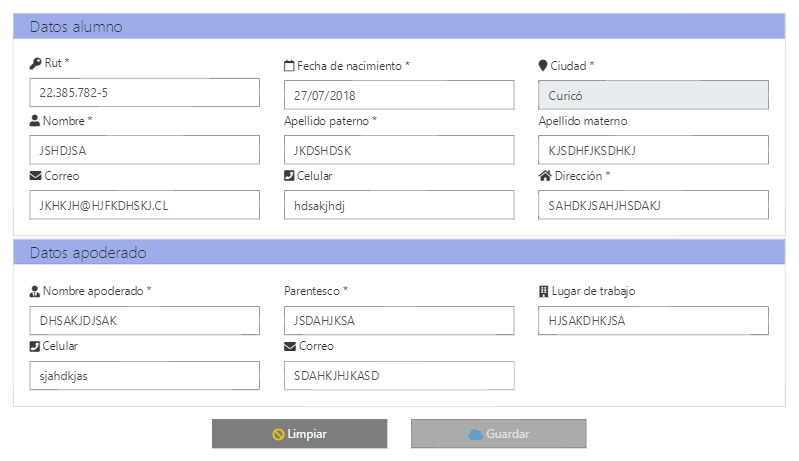 Datos alumno
Rut *
Fecha de nacimiento *
Ciudad *
22.385.782-5
27/07/2018
Curicó
Nombre *
Apellido paterno *
Apellido materno
JSHDJSA
JKDSHDSK
KJSDHFJKSDHKJ
Correo
Celular
Dirección *
JKHKJH@HJFKDHSKJ.CL
hdsakjhdj
SAHDKJSAHJHSDAKJ
Datos apoderado
Nombre apoderado *
Parentesco *
Lugar de trabajo
DHSAKJDJSAK
JSDAHJKSA
HJSAKDHKJSA
Celular
Correo
sjahdkjas
SDAHKJHJKASD
Limpiar
Guardar